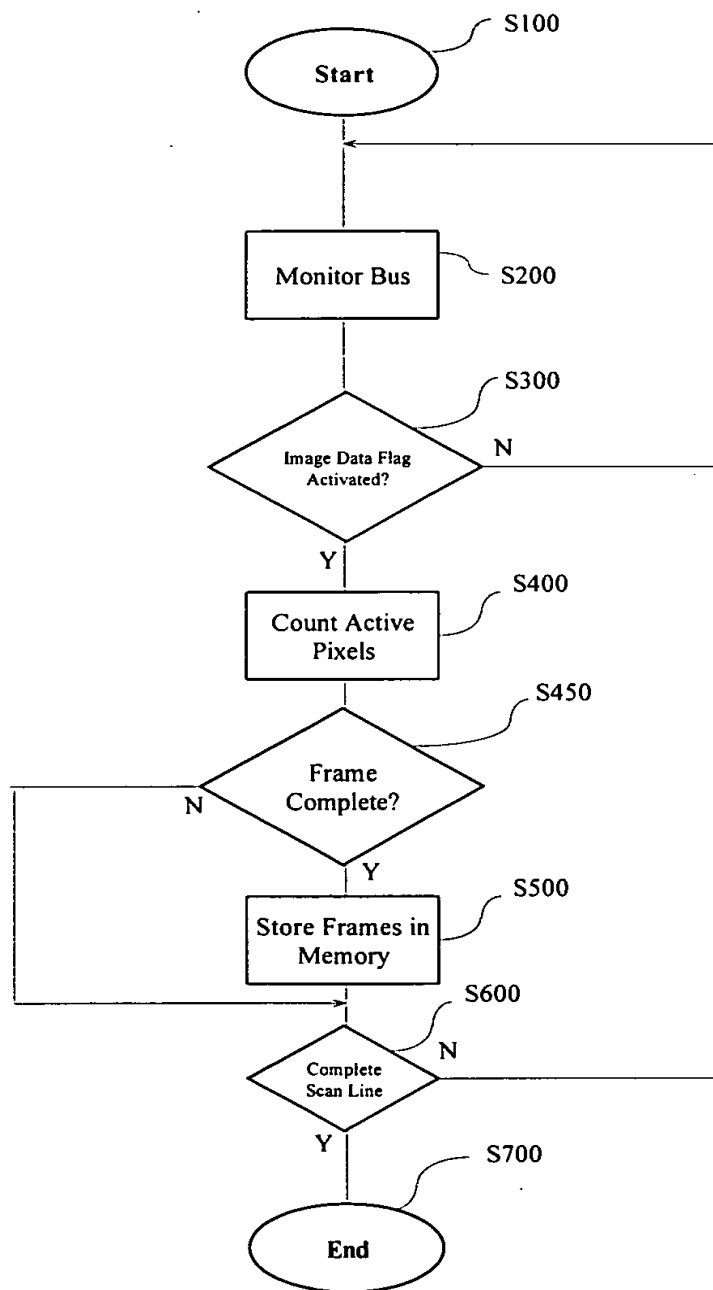 S100
Start
Monitor Bus
S200
S300
Image Data Flag
Activated?
N
Y
S400
Count Active
Pixels
S450
Frame
Complete?
N
Y
S500
Store Frames in
Memory
S600
Complete
Scan Line
N
Y
S700
End